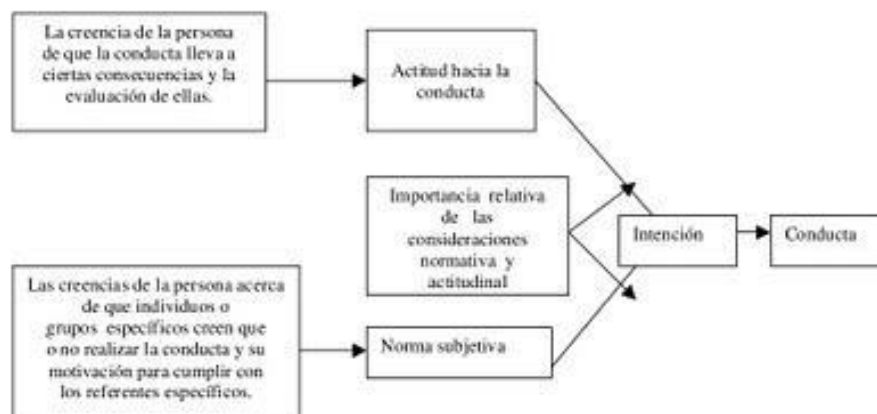 La creencia de la persona
de que la conducta lleva a
ciertas consecuencias y la
evaluación de ellas.
Actitud hacia la
conducta
Importancia relativa
de las
consideraciones
normativa y
actitudinal
Intención
Conducta
Las creencias de la persona acerca
de que individuos o
grupos específicos creen que
o no realizar la conducta y su
motivación para cumplir con
los referentes específicos.
Norma subjetiva